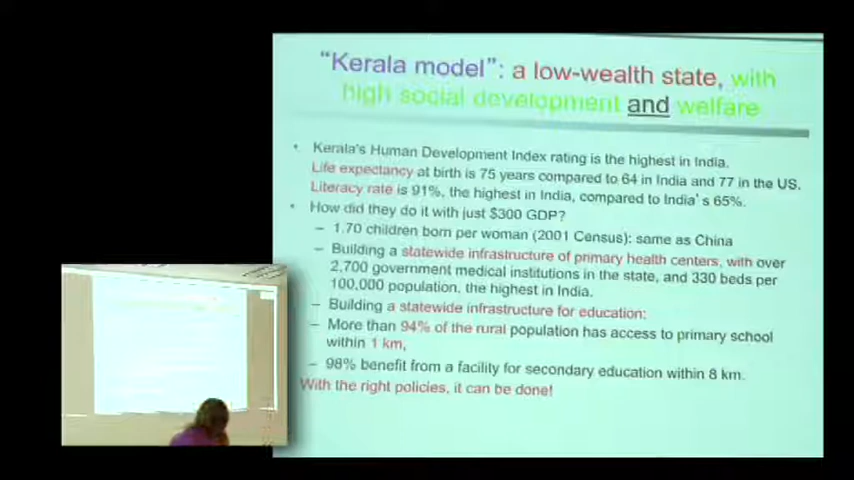 "Kerala model": a low-wealth state, with
high social development and welfare
• Kerala's Human Development Index rating is the highest in India.
Life expectancy at birth is 75 years compared to 64 in India and 77 in the US.
Literacy rate is 91%, the highest in India, compared to India's 65%.
• How did they do it with just $300 GDP?
– 1.70 children born per woman (2001 Census): same as China
– Building a statewide infrastructure of primary health centers, with over
2,700 government medical institutions in the state, and 330 beds per
100,000 population, the highest in India.
– Building a statewide infrastructure for education:
– More than 94% of the rural population has access to primary school
within 1 km,
– 98% benefit from a facility for secondary education within 8 km.
With the right policies, it can be done!